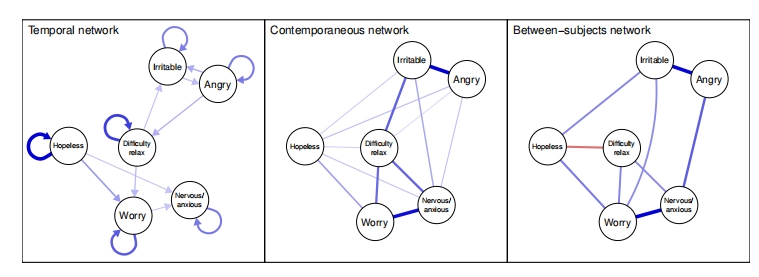 Temporal network
Irritable
Angry
Hopeless
Difficulty
relax
Worry
Nervous/
anxious
Contemporaneous network
Irritable
Angry
Hopeless
Difficulty
relax
Worry
Nervous/
anxious
Between−subjects network
Irritable
Angry
Hopeless
Difficulty
relax
Worry
Nervous/
anxious